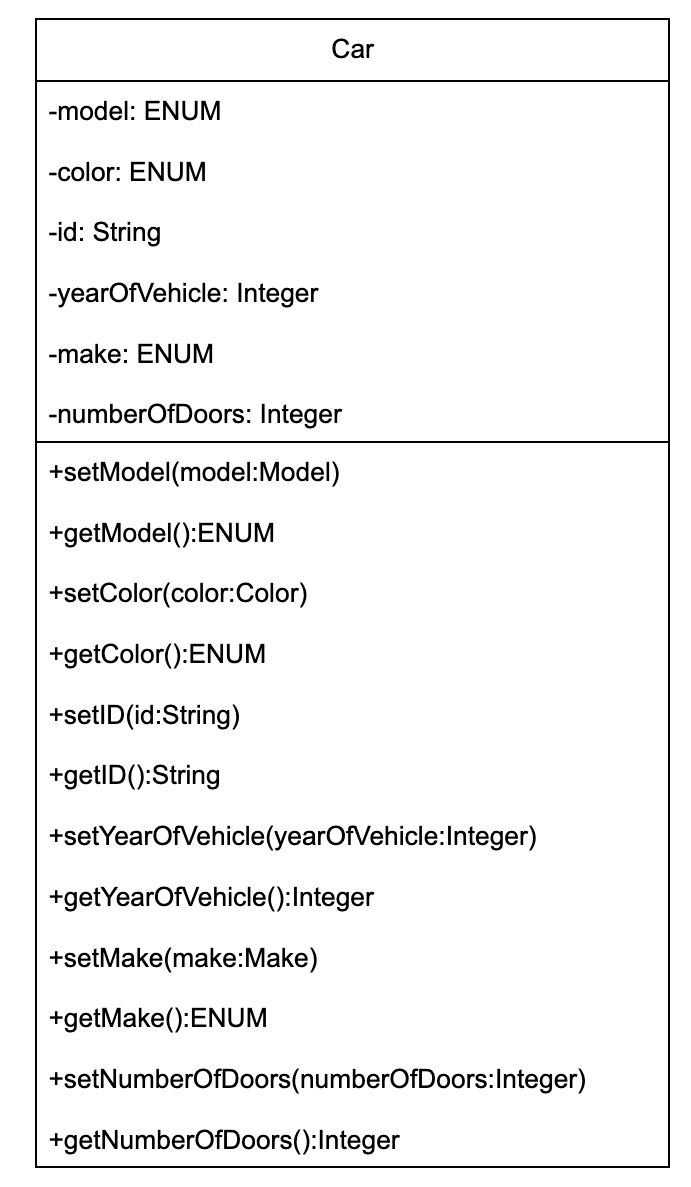 Car
-model: ENUM
-color: ENUM
-id: String
-yearOfVehicle: Integer
-make: ENUM
-numberOfDoors: Integer
+setModel(model:Model)
+getModel():ENUM
+setColor(color:Color)
+getColor():ENUM
+setID(id:String)
+getID():String
+setYearOfVehicle(yearOfVehicle:Integer)
+getYearOfVehicle():Integer
+setMake(make:Make)
+getMake():ENUM
+setNumberOfDoors(numberOfDoors:Integer)
+getNumberOfDoors():Integer